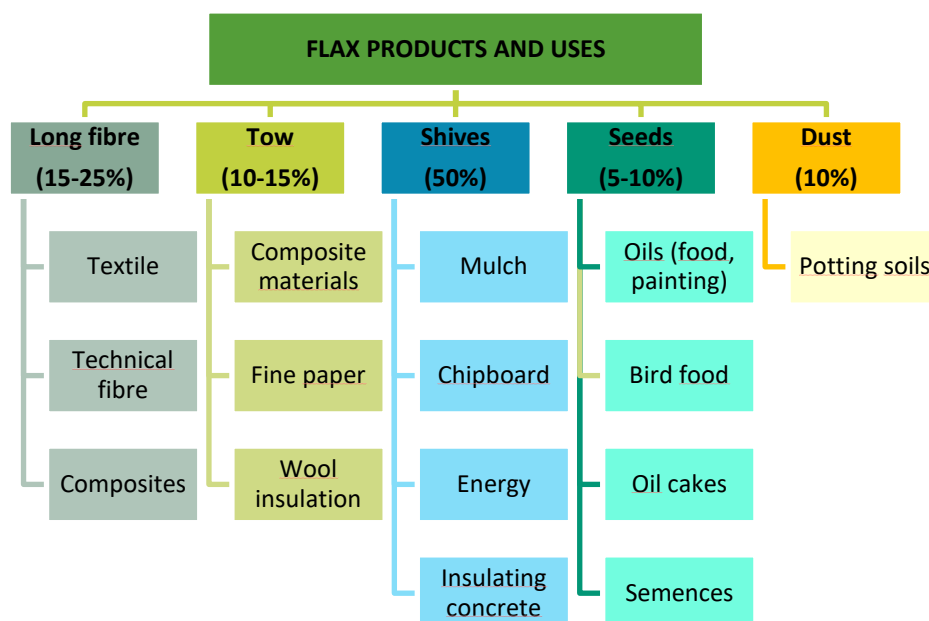 FLAX PRODUCTS AND USES
Long fibre
(15-25%)
Textile
Technical
fibre
Composites
Tow
(10-15%)
Composite
materials
Fine paper
Wool
insulation
Shives
(50%)
Mulch
Chipboard
Energy
Insulating
concrete
Seeds
(5-10%)
Oils (food,
painting)
Bird food
Oil cakes
Semences
Dust
(10%)
Potting soils